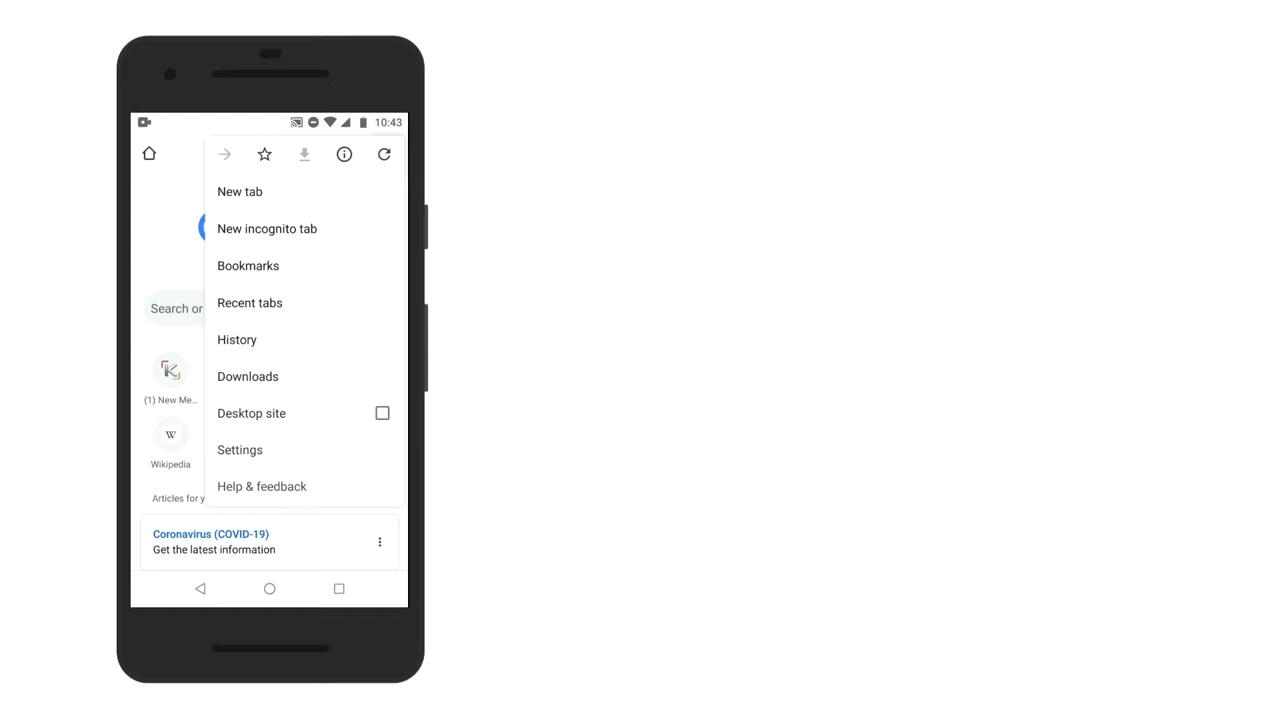 10:43
New tab
New incognito tab
Bookmarks
Search or
Recent tabs
History
K
Downloads
(1) New Me...
Desktop site
W
Settings
Wikipedia
Help & feedback
Articles for y
Coronavirus (COVID-19)
Get the latest information